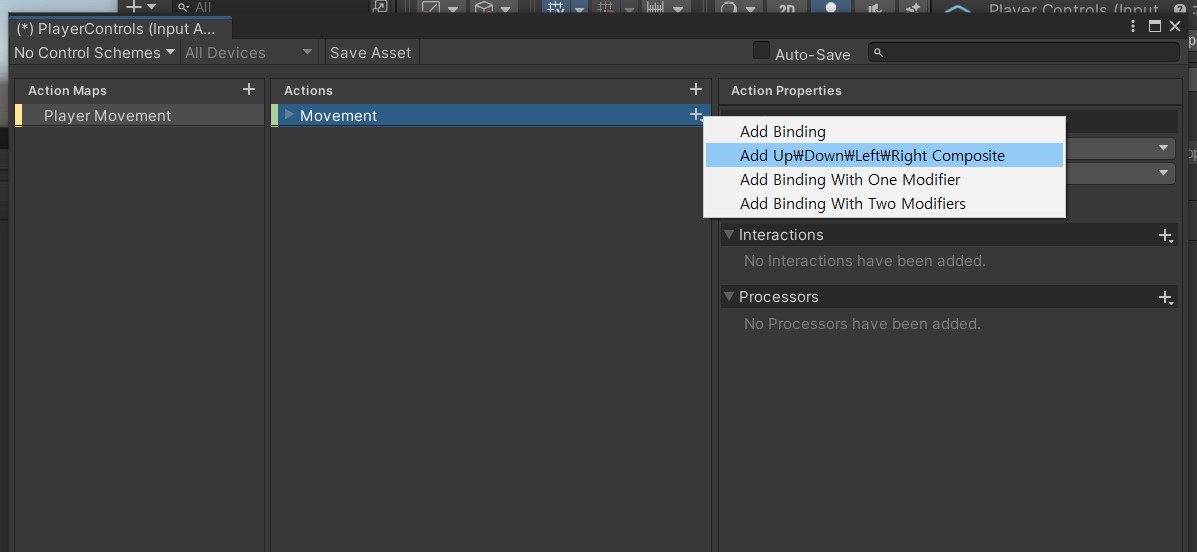 All
2D
Player Controls (Input
(*) PlayerControls (Input A...
No Control Schemes
All Devices
Save Asset
Auto-Save
Action Maps
Actions
Action Properties
Player Movement
Movement
Add Binding
Add Up₩Down₩Left₩Right Composite
Add Binding With One Modifier
Add Binding With Two Modifiers
Interactions
No Interactions have been added.
Processors
No Processors have been added.